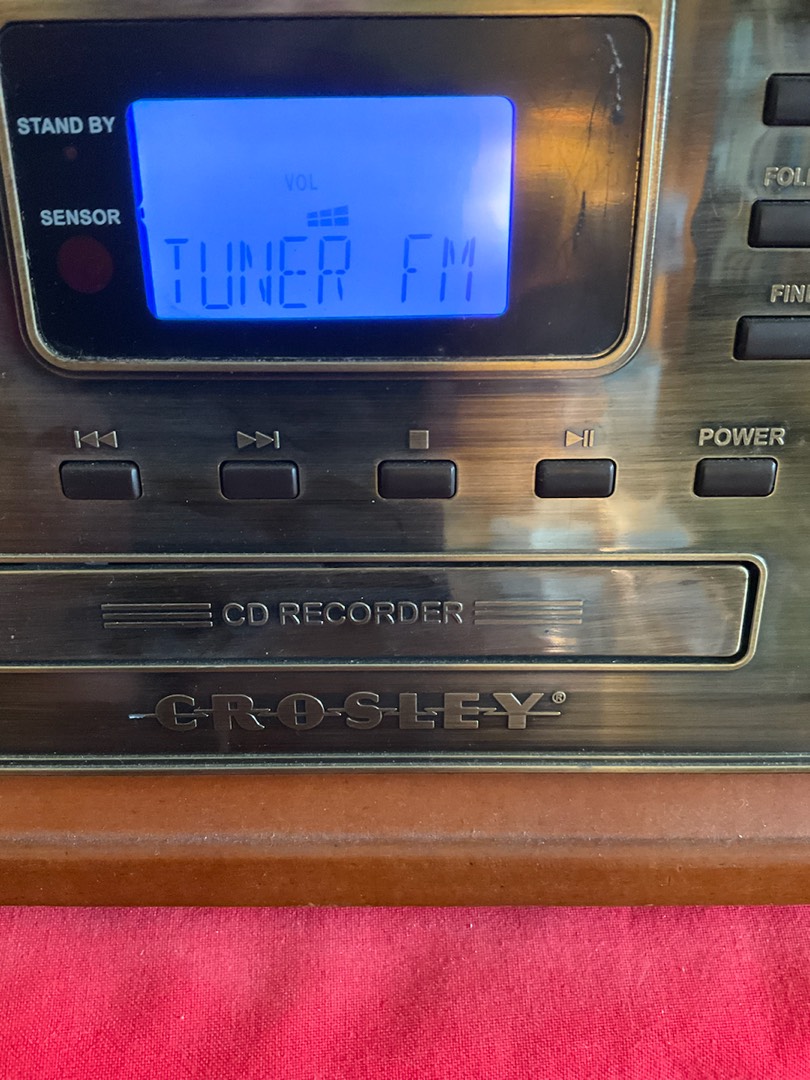 STAND BY
VOL
SENSOR
TUNER FM
POWER
CD RECORDER
CROSLEY®